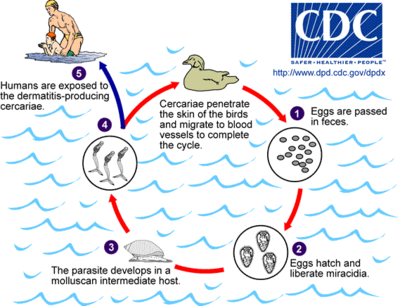 CDC
SAFER • HEALTHIER • PEOPLE™
http://www.dpd.cdc.gov/dpdx
5
Humans are exposed to
the dermatitis-producing
cercariae.
Cercariae penetrate
the skin of the birds
and migrate to blood
vessels to complete
the cycle.
1
Eggs are passed
in feces.
4
2
Eggs hatch and
liberate miracidia.
3
The parasite develops in a
molluscan intermediate host.